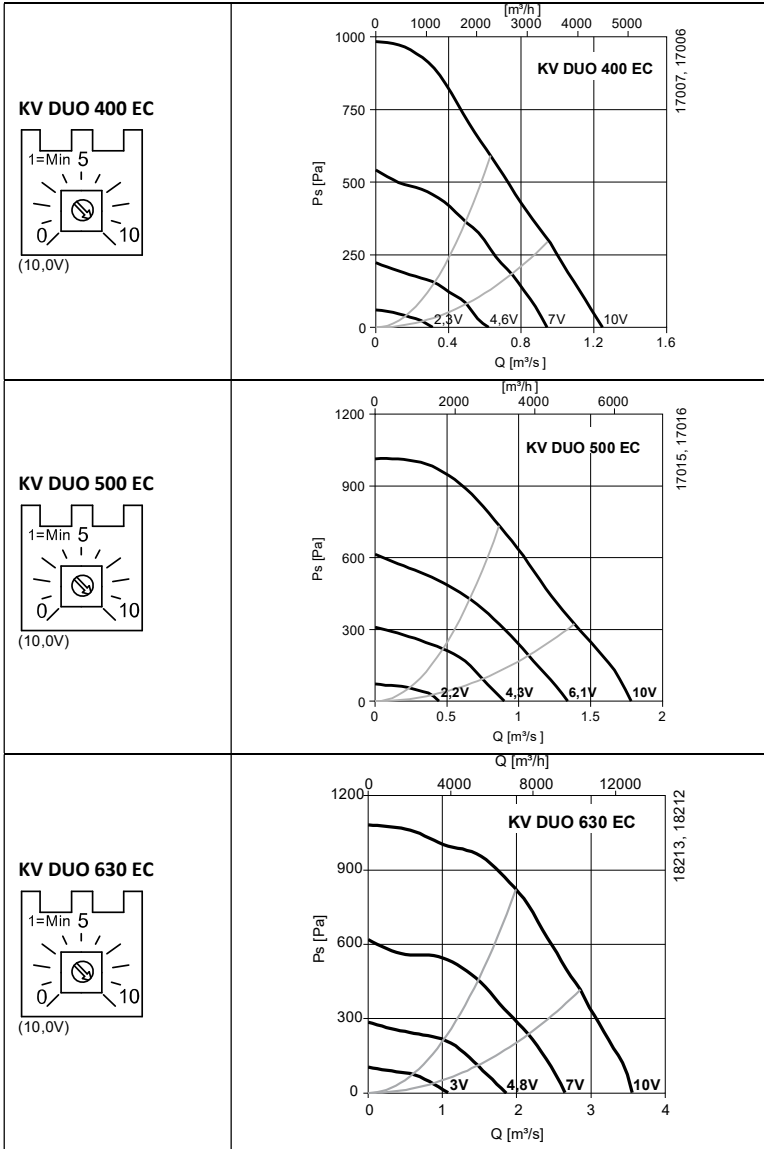 KV DUO 400 EC
1=Min 5
0 10
(10,0V)
[m³/h]
0 1000 2000 3000 4000 5000
KV DUO 400 EC
17007, 17006
1000
750
500
250
0
Ps [Pa]
2,3V 4,6V 7V 10V
0 0.4 0.8 1.2 1.6
Q [m³/s ]
KV DUO 500 EC
1=Min 5
0 10
(10,0V)
[m³/h]
0 2000 4000 6000
KV DUO 500 EC
17015, 17016
1200
900
600
300
0
Ps [Pa]
2,2V 4,3V 6,1V 10V
0 0.5 1 1.5 2
Q [m³/s ]
KV DUO 630 EC
1=Min 5
0 10
(10,0V)
Q [m³/h]
0 4000 8000 12000
KV DUO 630 EC
18213, 18212
1200
900
600
300
0
Ps [Pa]
3V 4,8V 7V 10V
0 1 2 3 4
Q [m³/s]